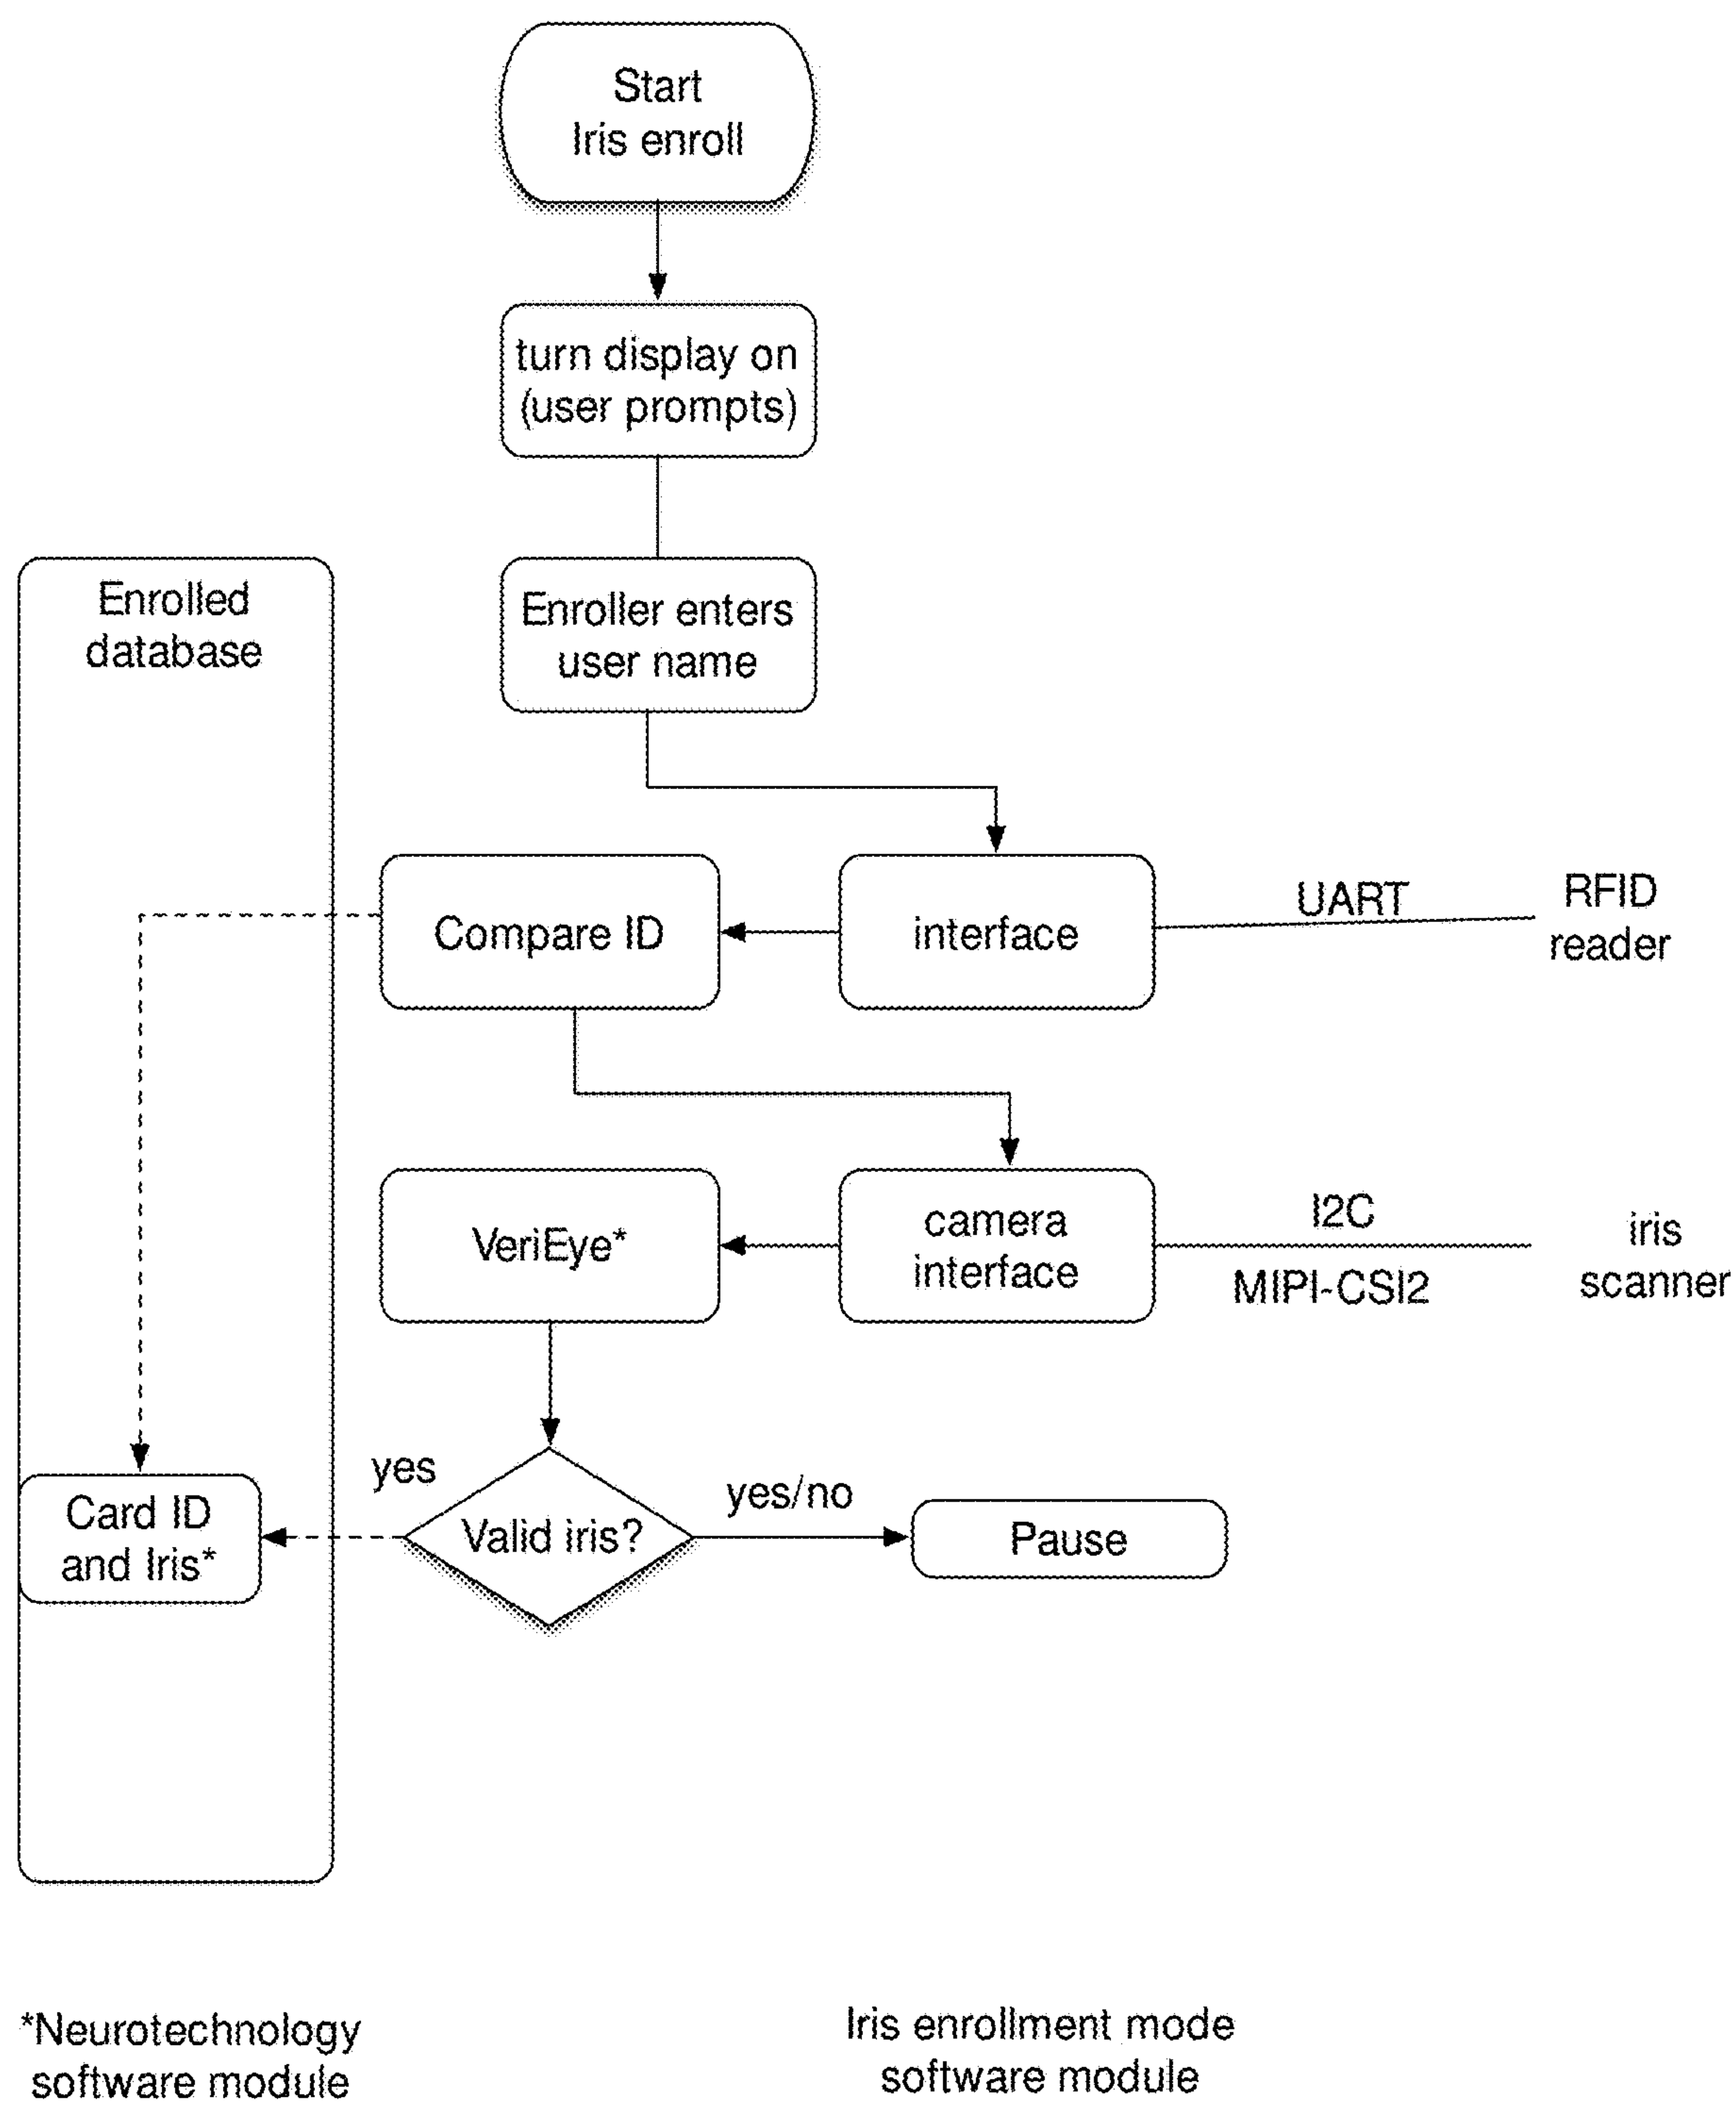 Start
Iris enroll
turn display on
(user prompts)
Enrolled
database
Enroller enters
user name
Compare ID
interface
UART
RFID
reader
VeriEye*
camera
interface
I2C
MIPI-CSI2
iris
scanner
yes
Card ID
and Iris*
Valid iris?
yes/no
Pause
*Neurotechnology
software module
Iris enrollment mode
software module